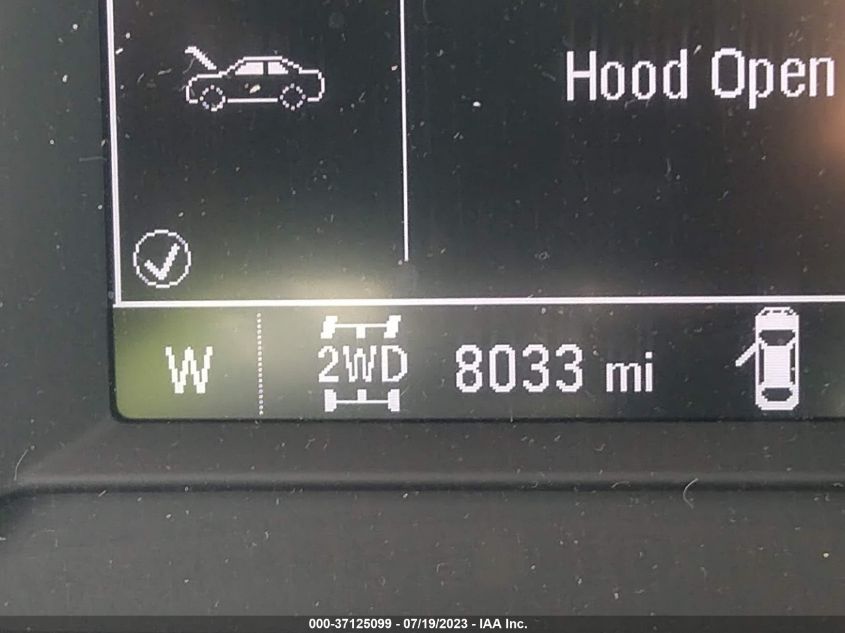 Hood Open
W 2WD 8033 mi
000-37125099 - 07/19/2023 - IAA Inc.